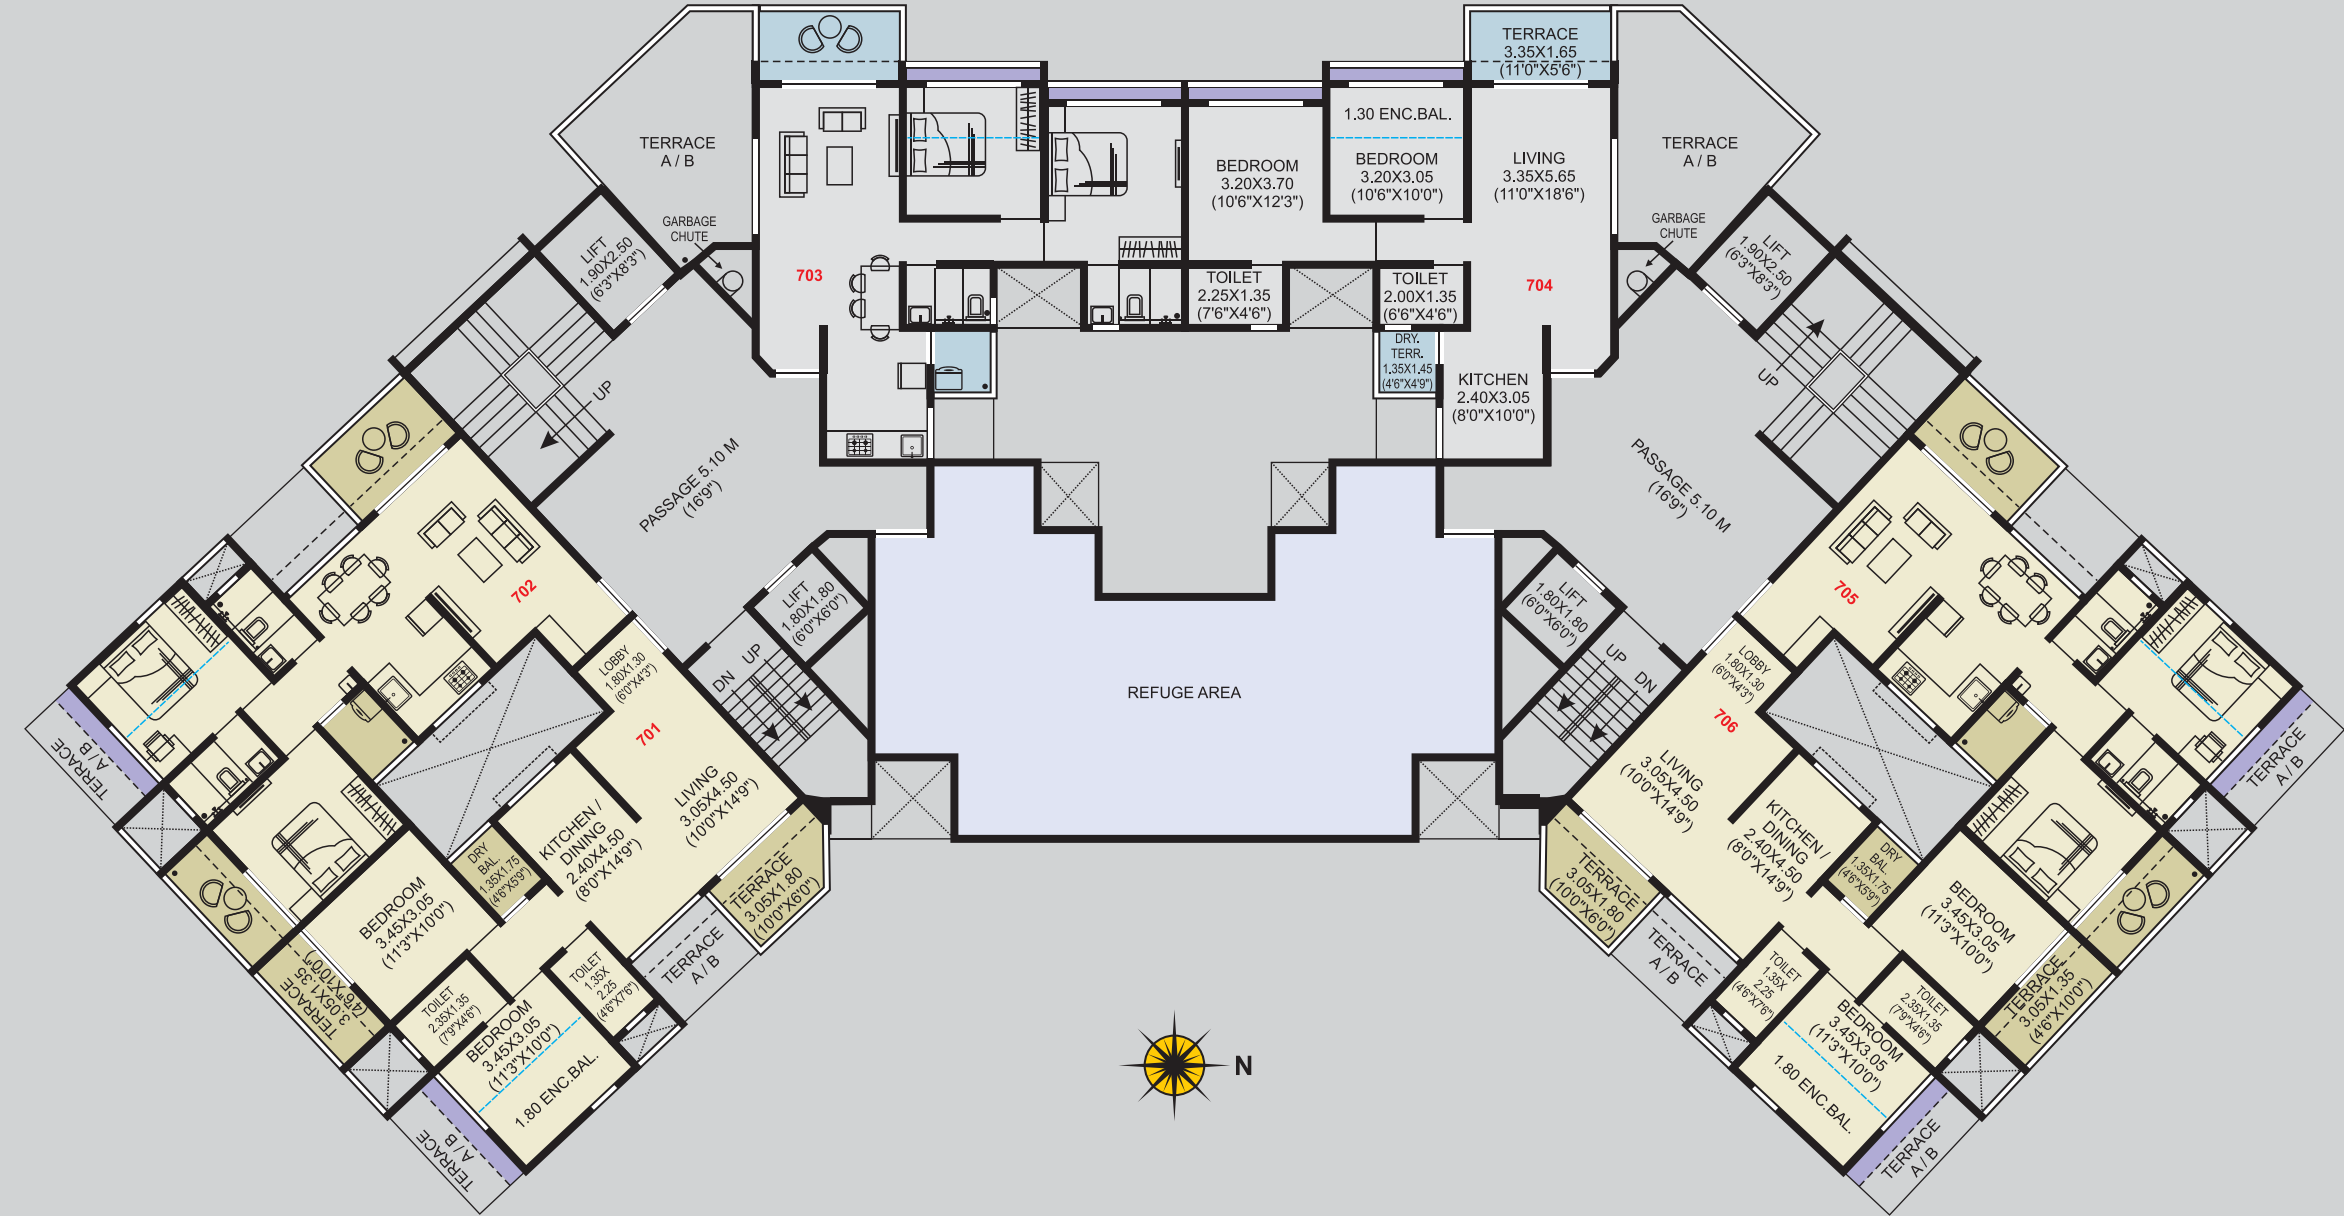 TERRACE
3.35X1.65
(11'0"X5'6")
TERRACE
A / B
1.30 ENC.BAL.
BEDROOM
3.20X3.70
(10'6"X12'3")
BEDROOM
3.20X3.05
(10'6"X10'0")
LIVING
3.35X5.65
(11'0"X18'6")
TERRACE
A / B
GARBAGE
CHUTE
GARBAGE
CHUTE
LIFT
1.90X2.50
(6'3"X8'3")
LIFT
1.90X2.50
(6'3"X8'3")
703
TOILET
2.25X1.35
(7'6"X4'6")
TOILET
2.00X1.35
(6'6"X4'6")
704
DRY.
TERR.
1.35X1.45
(4'6"X4'9")
KITCHEN
2.40X3.05
(8'0"X10'0")
UP
UP
PASSAGE 5.10 M
(16'9")
PASSAGE 5.10 M
(16'9")
702
705
LIFT
1.80X1.80
(6'0"X6'0")
LIFT
1.80X1.80
(6'0"X6'0")
UP
DN
UP
DN
REFUGE AREA
LOBBY
1.80X1.30
(6'0"X4'3")
701
LOBBY
1.80X1.30
(6'0"X4'3")
706
TERRACE
A / B
LIVING
3.05X4.50
(10'0"X14'9")
LIVING
3.05X4.50
(10'0"X14'9")
TERRACE
A / B
KITCHEN /
DINING
2.40X4.50
(8'0"X14'9")
KITCHEN /
DINING
2.40X4.50
(8'0"X14'9")
DRY
BAL.
1.35X1.75
(4'6"X5'9")
DRY
BAL.
1.35X1.75
(4'6"X5'9")
TERRACE
3.05X1.80
(10'0"X6'0")
TERRACE
3.05X1.80
(10'0"X6'0")
BEDROOM
3.45X3.05
(11'3"X10'0")
BEDROOM
3.45X3.05
(11'3"X10'0")
TERRACE
A / B
TERRACE
A / B
TERRACE
3.05X1.35
(4'6"X10'0")
TERRACE
3.05X1.35
(4'6"X10'0")
TOILET
1.35X
2.25
(4'6"X7'6")
TOILET
1.35X
2.25
(4'6"X7'6")
TOILET
2.35X1.35
(7'9"X4'6")
TOILET
2.35X1.35
(7'9"X4'6")
BEDROOM
3.45X3.05
(11'3"X10'0")
1.80 ENC.BAL.
BEDROOM
3.45X3.05
(11'3"X10'0")
1.80 ENC.BAL.
N
TERRACE
A / B
TERRACE
A / B